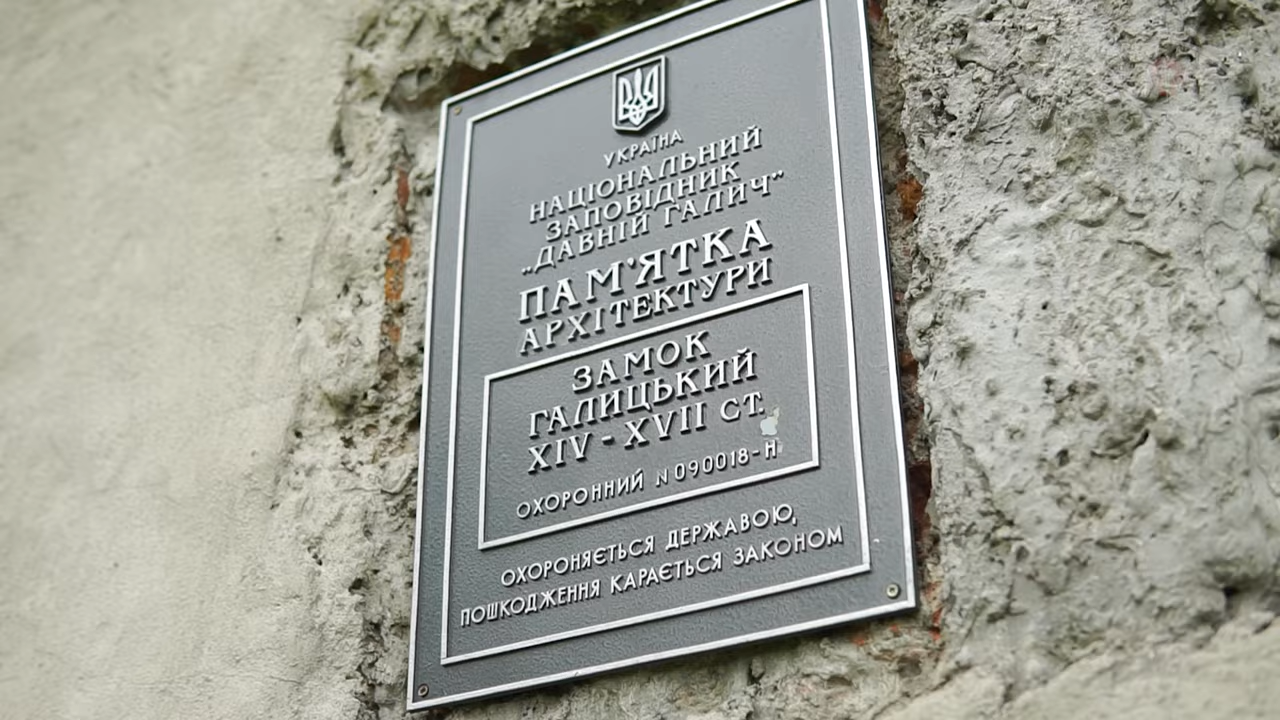 УКРАЇНА
НАЦІОНАЛЬНИЙ
ЗАПОВІДНИК
„ДАВНІЙ ГАЛИЧ”
ПАМ'ЯТКА
АРХІТЕКТУРИ
ЗАМОК
ГАЛИЦЬКИЙ
XIV - XVII СТ.
ОХОРОННИЙ N 090018-Н
ОХОРОНЯЄТЬСЯ ДЕРЖАВОЮ,
ПОШКОДЖЕННЯ КАРАЄТЬСЯ ЗАКОНОМ